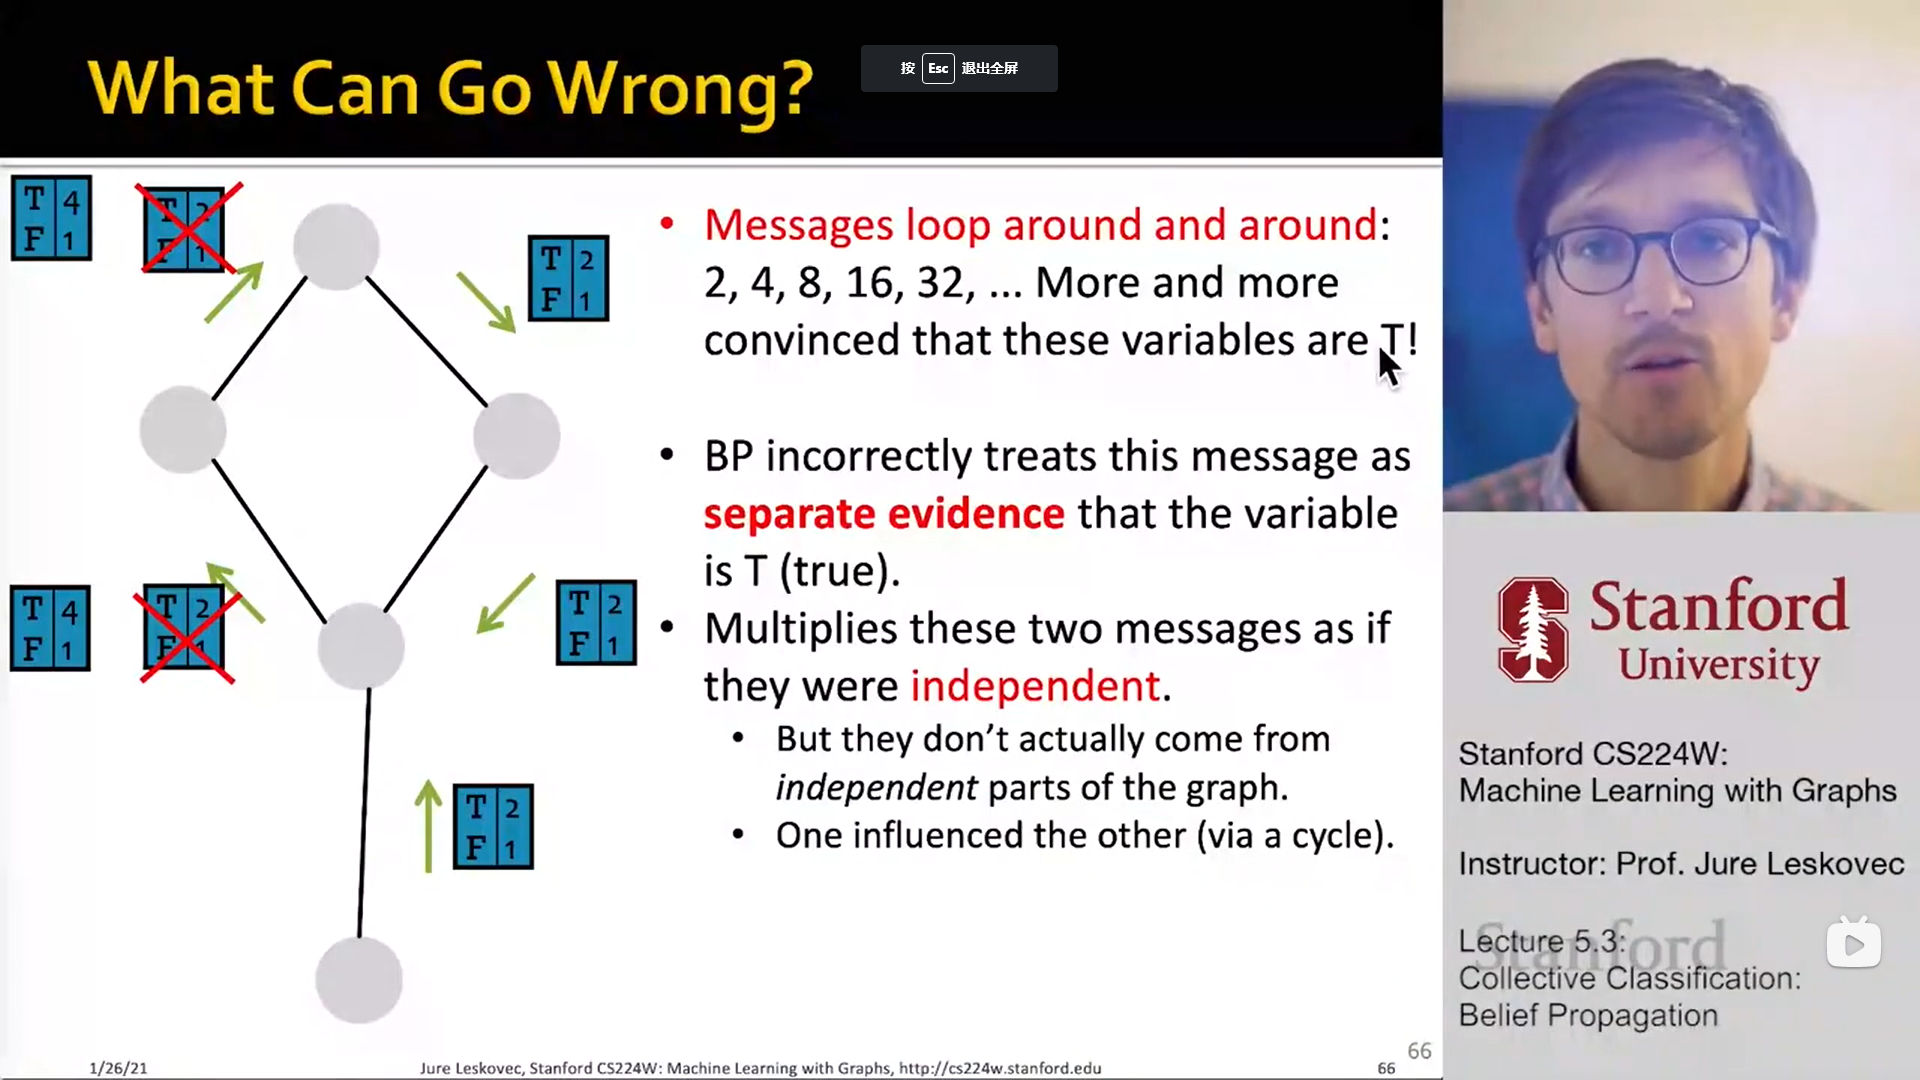 What Can Go Wrong?
按 Esc 退出全屏
T 4
F 1
T 2
F 1
T 2
F 1
T 4
F 1
T 2
F 1
T 2
F 1
T 2
F 1
• Messages loop around and around:
2, 4, 8, 16, 32, ... More and more
convinced that these variables are T!
• BP incorrectly treats this message as
separate evidence that the variable
is T (true).
• Multiplies these two messages as if
they were independent.
• But they don’t actually come from
independent parts of the graph.
• One influenced the other (via a cycle).
1/26/21
Jure Leskovec, Stanford CS224W: Machine Learning with Graphs, http://cs224w.stanford.edu
66
66
Stanford
University
Stanford CS224W:
Machine Learning with Graphs
Instructor: Prof. Jure Leskovec
Stanford
Lecture 5.3:
Collective Classification:
Belief Propagation